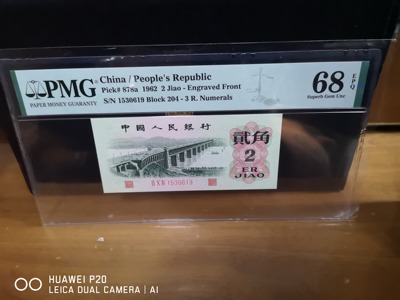 PMG
PAPER MONEY GUARANTY
China / People's Republic
Pick# 878a 1962 2 Jiao - Engraved Front
S/N 1530619 Block 204 - 3 R. Numerals
68 EPQ
Superb Gem Unc
中國人民銀行
貳角
2
ER
JIAO
1530619
HUAWEI P20
LEICA DUAL CAMERA | AI